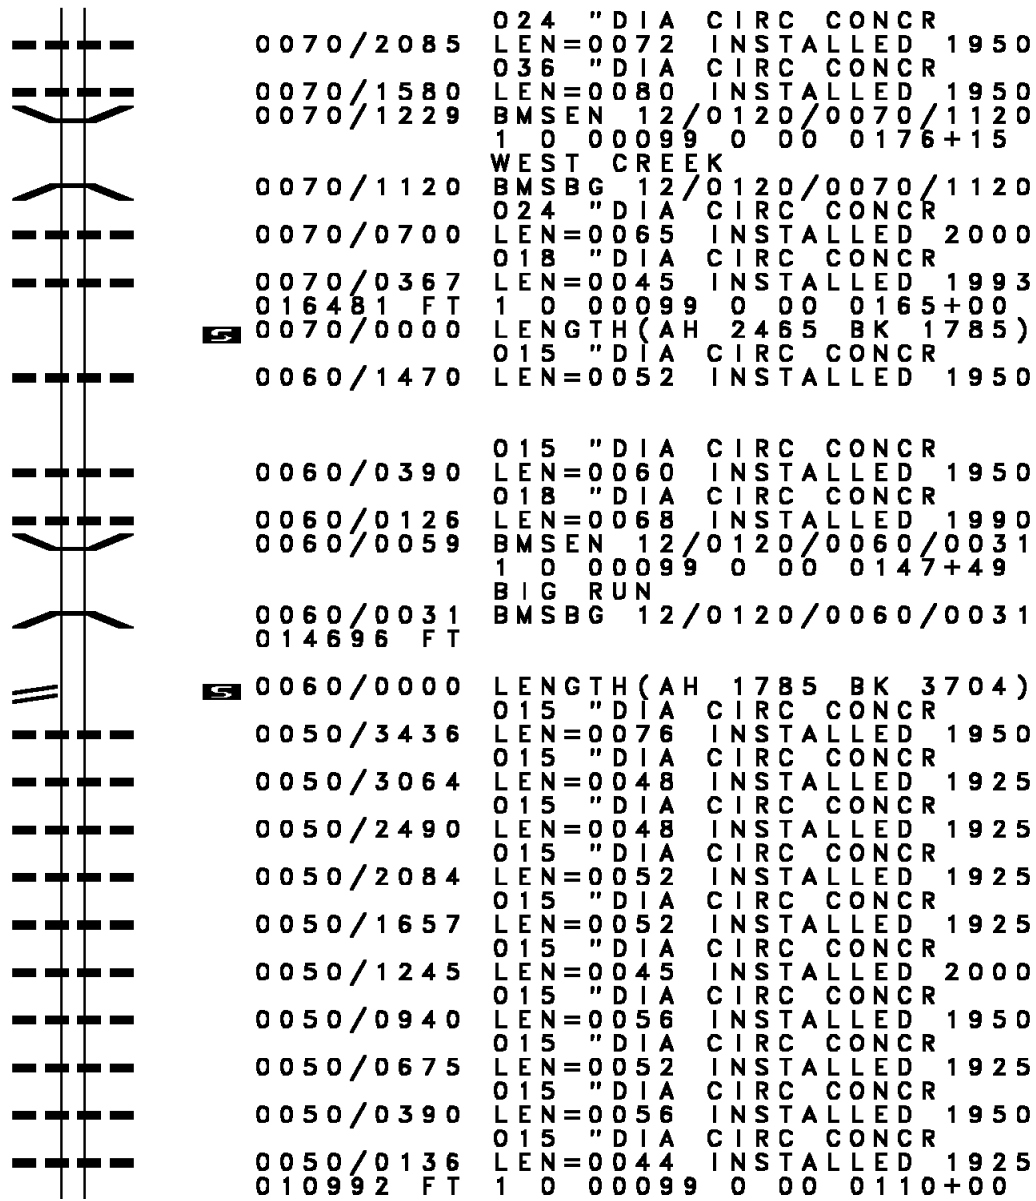 024 "DIA CIRC CONCR
0070/2085 LEN=0072 INSTALLED 1950
036 "DIA CIRC CONCR
0070/1580 LEN=0080 INSTALLED 1950
0070/1229 BMSEN 12/0120/0070/1120
1 0 00099 0 00 0176+15
WEST CREEK
0070/1120 BMSBG 12/0120/0070/1120
024 "DIA CIRC CONCR
0070/0700 LEN=0065 INSTALLED 2000
018 "DIA CIRC CONCR
0070/0367 LEN=0045 INSTALLED 1993
016481 FT 1 0 00099 0 00 0165+00
S 0070/0000 LENGTH(AH 2465 BK 1785)
015 "DIA CIRC CONCR
0060/1470 LEN=0052 INSTALLED 1950
015 "DIA CIRC CONCR
0060/0390 LEN=0060 INSTALLED 1950
018 "DIA CIRC CONCR
0060/0126 LEN=0068 INSTALLED 1990
0060/0059 BMSEN 12/0120/0060/0031
1 0 00099 0 00 0147+49
BIG RUN
0060/0031 BMSBG 12/0120/0060/0031
014696 FT
S 0060/0000 LENGTH(AH 1785 BK 3704)
015 "DIA CIRC CONCR
0050/3436 LEN=0076 INSTALLED 1950
015 "DIA CIRC CONCR
0050/3064 LEN=0048 INSTALLED 1925
015 "DIA CIRC CONCR
0050/2490 LEN=0048 INSTALLED 1925
015 "DIA CIRC CONCR
0050/2084 LEN=0052 INSTALLED 1925
015 "DIA CIRC CONCR
0050/1657 LEN=0052 INSTALLED 1925
015 "DIA CIRC CONCR
0050/1245 LEN=0045 INSTALLED 2000
015 "DIA CIRC CONCR
0050/0940 LEN=0056 INSTALLED 1950
015 "DIA CIRC CONCR
0050/0675 LEN=0052 INSTALLED 1925
015 "DIA CIRC CONCR
0050/0390 LEN=0056 INSTALLED 1950
015 "DIA CIRC CONCR
0050/0136 LEN=0044 INSTALLED 1925
010992 FT 1 0 00099 0 00 0110+00